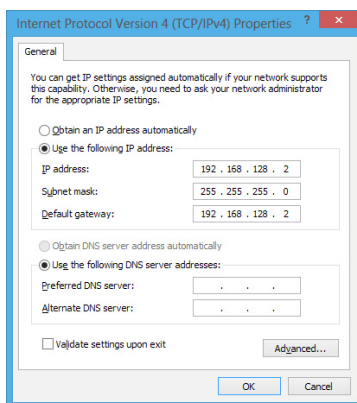 Internet Protocol Version 4 (TCP/IPv4) Properties ? ×
General
You can get IP settings assigned automatically if your network supports
this capability. Otherwise, you need to ask your network administrator
for the appropriate IP settings.
Obtain an IP address automatically
Use the following IP address:
IP address: 192 . 168 . 128 . 2
Subnet mask: 255 . 255 . 255 . 0
Default gateway: 192 . 168 . 128 . 2
Obtain DNS server address automatically
Use the following DNS server addresses:
Preferred DNS server: . . .
Alternate DNS server: . . .
Validate settings upon exit
Advanced...
OK Cancel